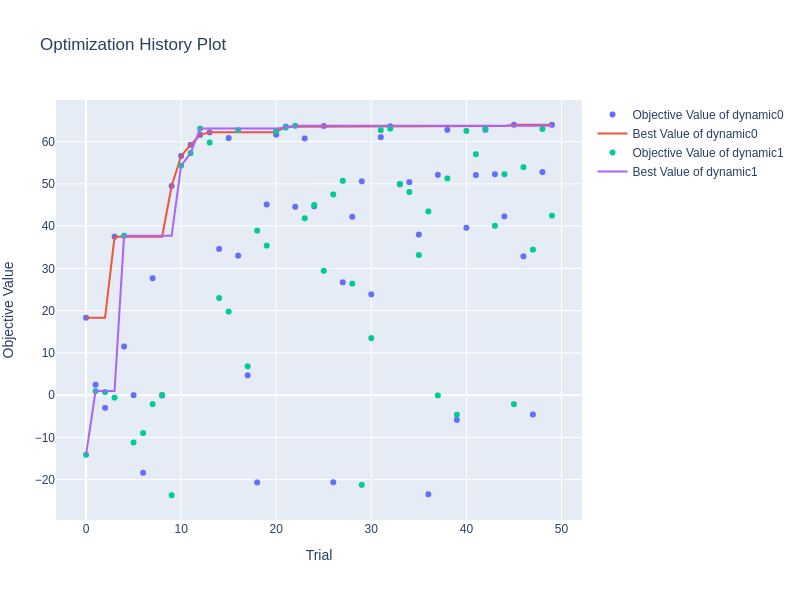 Optimization History Plot
Objective Value of dynamic0
Best Value of dynamic0
Objective Value of dynamic1
Best Value of dynamic1
60
50
40
30
20
10
0
−10
−20
Objective Value
0 10 20 30 40 50
Trial